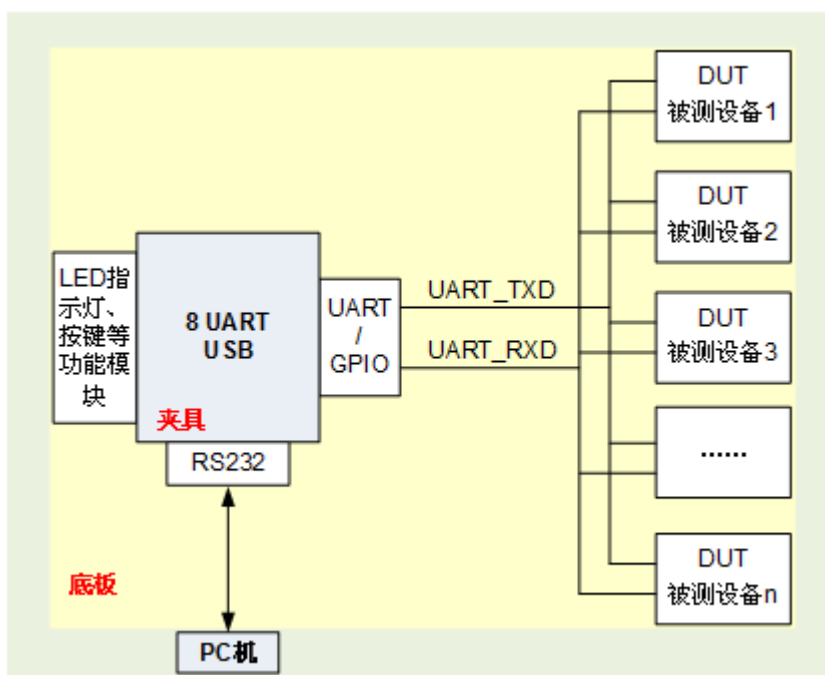 DUT
被测设备1
DUT
被测设备2
LED指
示灯、
按键等
功能模
块
8 UART
USB
夹具
UART
/
GPIO
UART_TXD
UART_RXD
DUT
被测设备3
RS232
......
底板
DUT
被测设备n
PC机